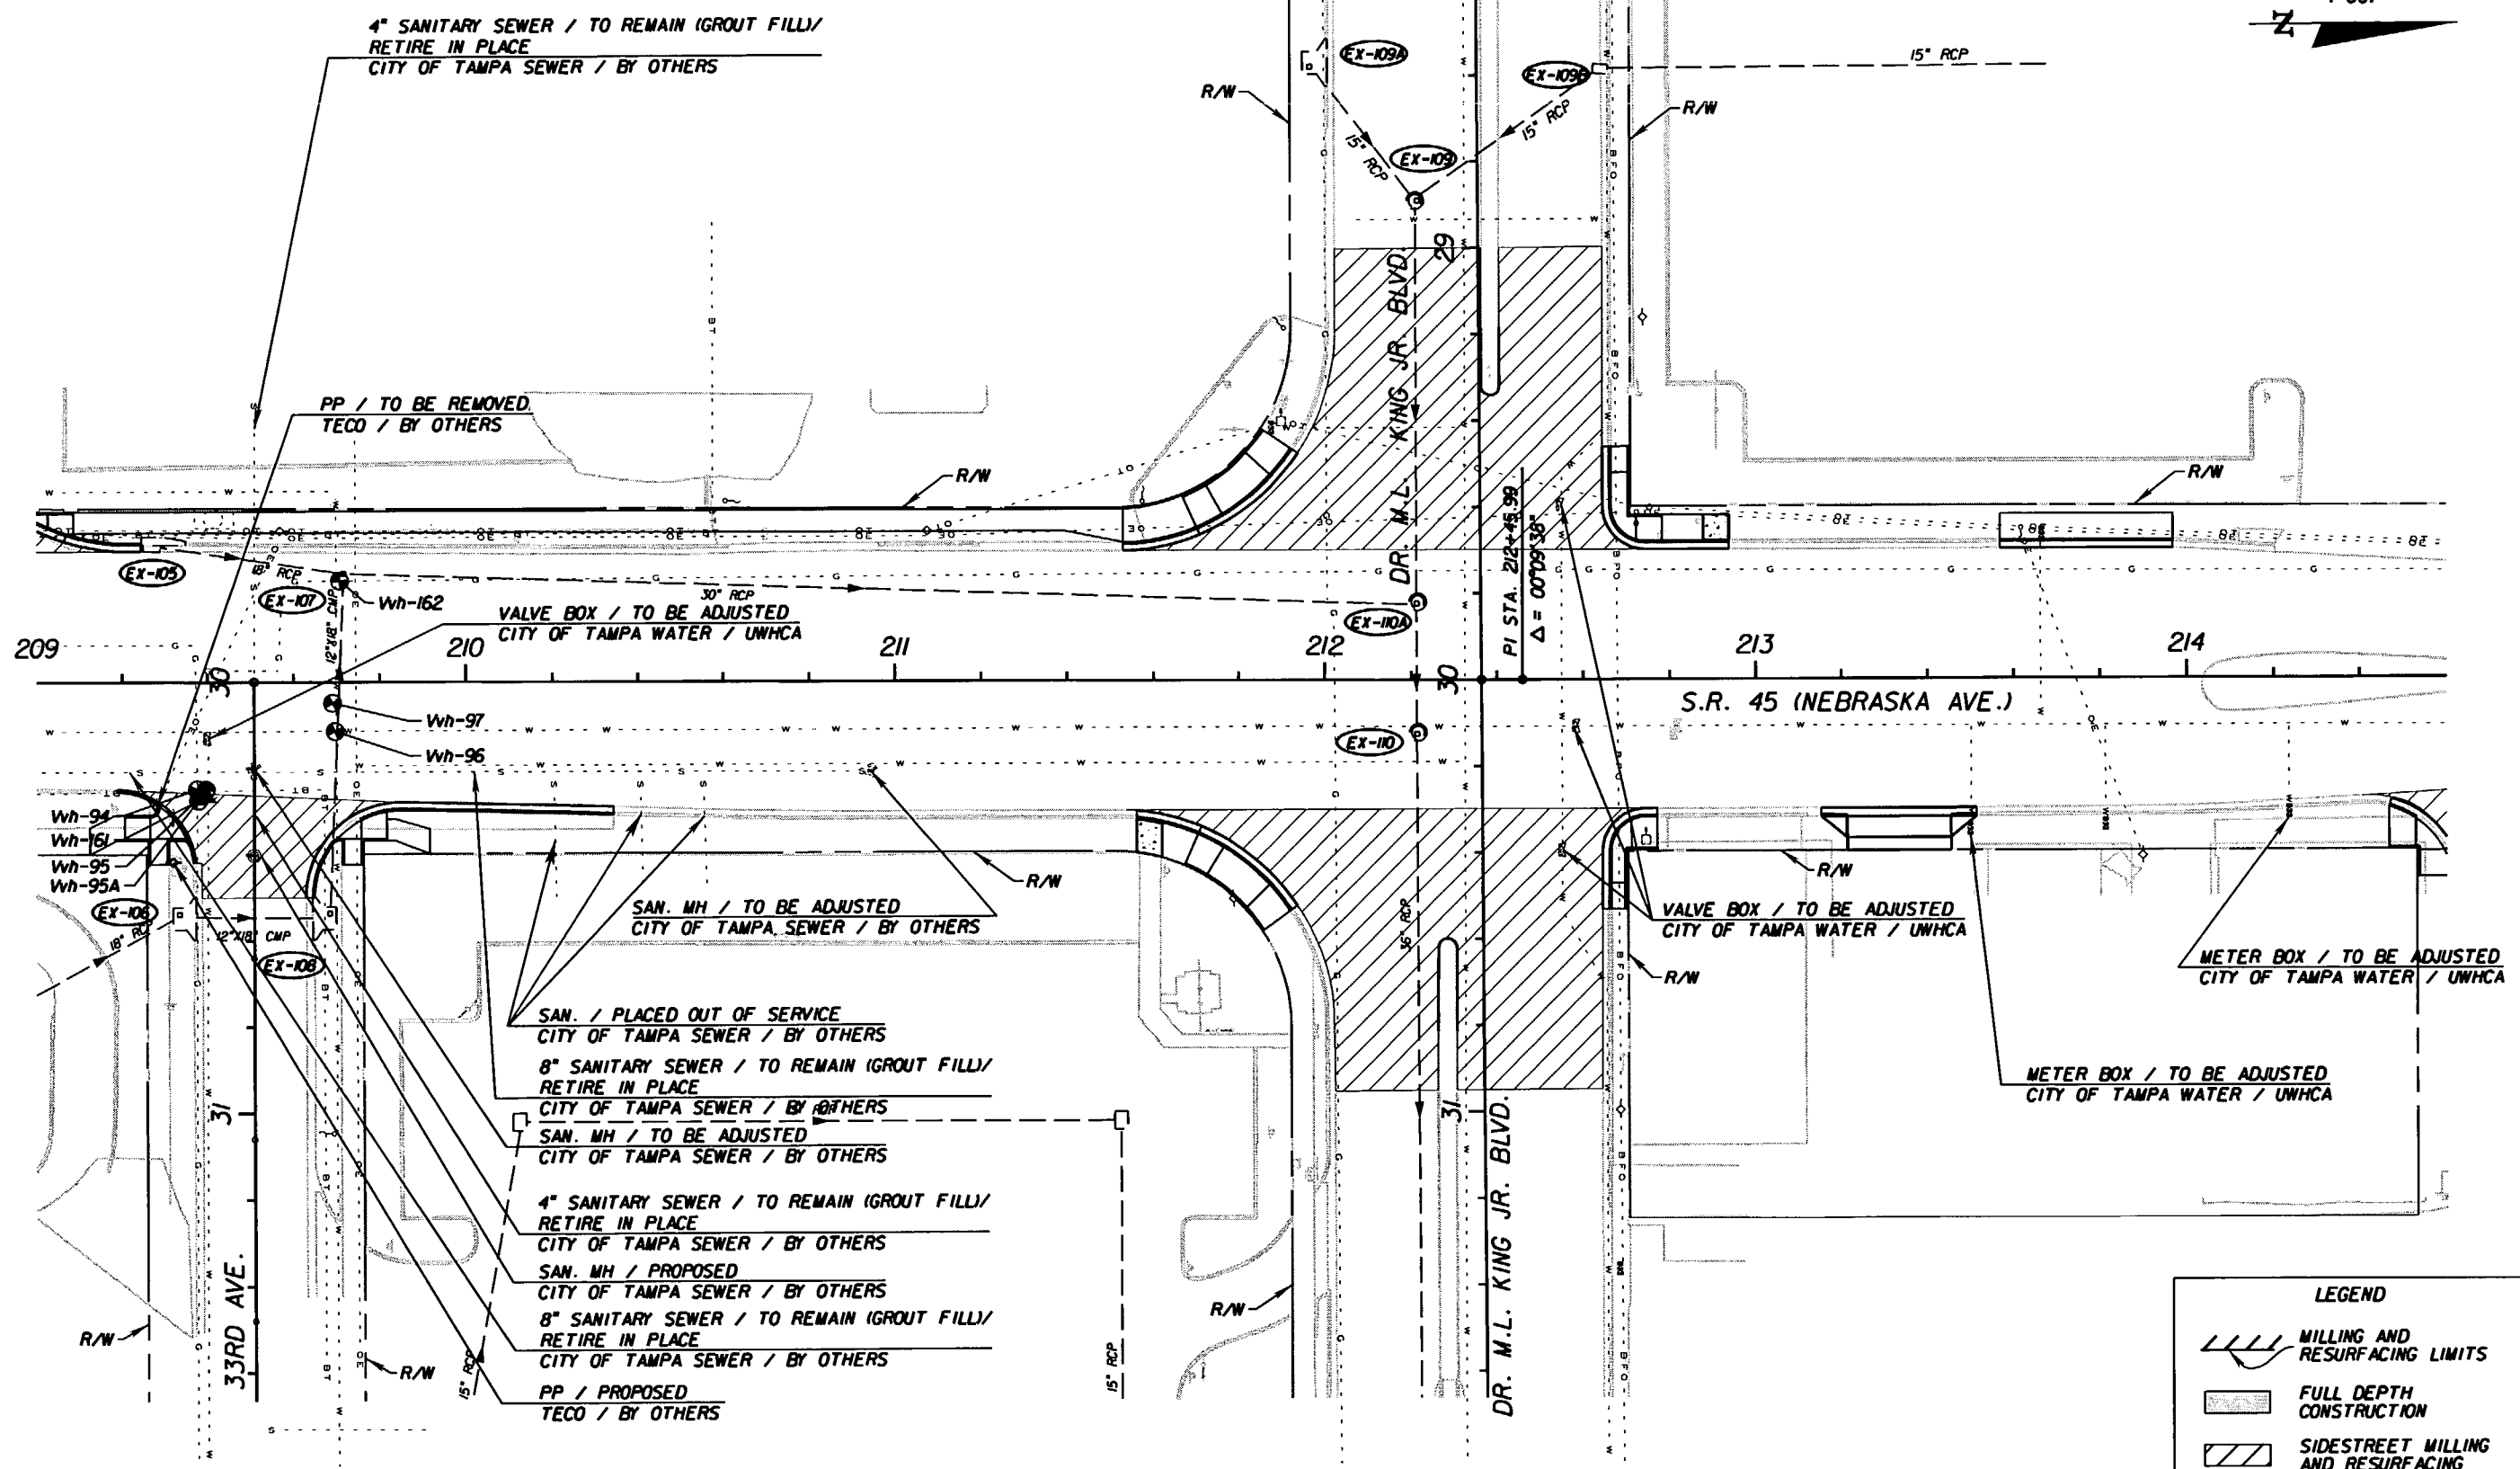 4" SANITARY SEWER / TO REMAIN (GROUT FILL)/
RETIRE IN PLACE
CITY OF TAMPA SEWER / BY OTHERS
N
EX-109A
EX-109B
15" RCP
R/W
R/W
15" RCP
15" RCP
EX-109
29
DR. M.L. KING JR. BLVD.
PP / TO BE REMOVED
TECO / BY OTHERS
R/W
R/W
PI STA. 212+45.99
Δ = 00°09'38"
EX-105
18" RCP
EX-107
Vvh-162
30" RCP
12"X18" CMP
VALVE BOX / TO BE ADJUSTED
CITY OF TAMPA WATER / UWHCA
EX-110A
209
210
211
212
213
214
30
30
S.R. 45 (NEBRASKA AVE.)
Vvh-97
Vvh-96
EX-110
Vvh-94
Vvh-161
Vvh-95
Vvh-95A
EX-106
18" RCP
12"X18" CMP
EX-108
R/W
R/W
SAN. MH / TO BE ADJUSTED
CITY OF TAMPA SEWER / BY OTHERS
36" RCP
VALVE BOX / TO BE ADJUSTED
CITY OF TAMPA WATER / UWHCA
R/W
METER BOX / TO BE ADJUSTED
CITY OF TAMPA WATER / UWHCA
SAN. / PLACED OUT OF SERVICE
CITY OF TAMPA SEWER / BY OTHERS
8" SANITARY SEWER / TO REMAIN (GROUT FILL)/
RETIRE IN PLACE
CITY OF TAMPA SEWER / BY OTHERS
METER BOX / TO BE ADJUSTED
CITY OF TAMPA WATER / UWHCA
31
31
SAN. MH / TO BE ADJUSTED
CITY OF TAMPA SEWER / BY OTHERS
4" SANITARY SEWER / TO REMAIN (GROUT FILL)/
RETIRE IN PLACE
CITY OF TAMPA SEWER / BY OTHERS
SAN. MH / PROPOSED
CITY OF TAMPA SEWER / BY OTHERS
8" SANITARY SEWER / TO REMAIN (GROUT FILL)/
RETIRE IN PLACE
CITY OF TAMPA SEWER / BY OTHERS
PP / PROPOSED
TECO / BY OTHERS
33RD AVE.
R/W
R/W
15" RCP
15" RCP
R/W
DR. M.L. KING JR. BLVD.
LEGEND
MILLING AND
RESURFACING LIMITS
FULL DEPTH
CONSTRUCTION
SIDESTREET MILLING
AND RESURFACING